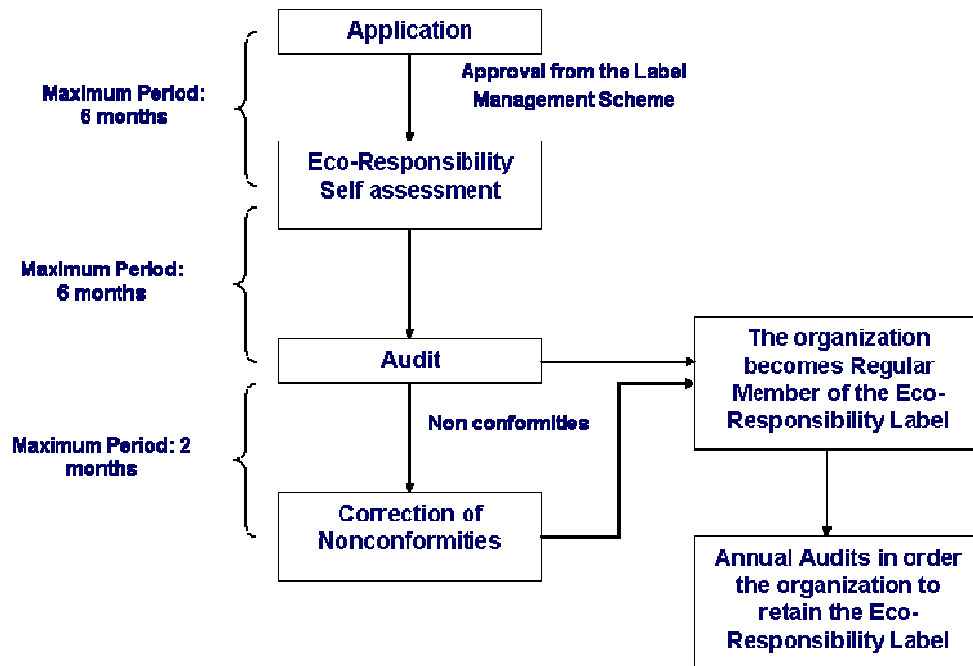 Application
Approval from the Label
Management Scheme
Maximum Period:
6 months
Eco-Responsibility
Self assessment
Maximum Period:
6 months
Audit
Non conformities
Maximum Period: 2
months
Correction of
Nonconformities
The organization
becomes Regular
Member of the Eco-
Responsibility Label
Annual Audits in order
the organization to
retain the Eco-
Responsibility Label